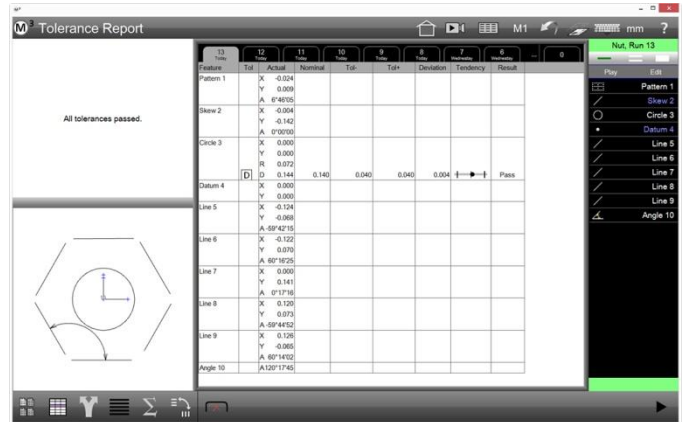 M³ Tolerance Report
M1
mm
?
13 Today
12 Today
11 Today
10 Today
9 Today
8 Today
7 Wednesday
6 Wednesday
...
0
Feature Tol Actual Nominal Tol- Tol+ Deviation Tendency Result
Pattern 1 X -0.024
Y 0.009
A 6°46'05
Skew 2 X -0.004
Y -0.142
A 0°00'00
Circle 3 X 0.000
Y 0.000
R 0.072
D D 0.144 0.140 0.040 0.040 0.004 Pass
Datum 4 X 0.000
Y 0.000
Line 5 X -0.124
Y -0.068
A -59°42'15
Line 6 X -0.122
Y 0.070
A 60°16'25
Line 7 X 0.000
Y 0.141
A 0°17'16
Line 8 X 0.120
Y 0.073
A -59°44'52
Line 9 X 0.126
Y -0.065
A 60°14'02
Angle 10 A 120°17'45
All tolerances passed.
Nut, Run 13
Play Edit
Pattern 1
Skew 2
Circle 3
Datum 4
Line 5
Line 6
Line 7
Line 8
Line 9
Angle 10